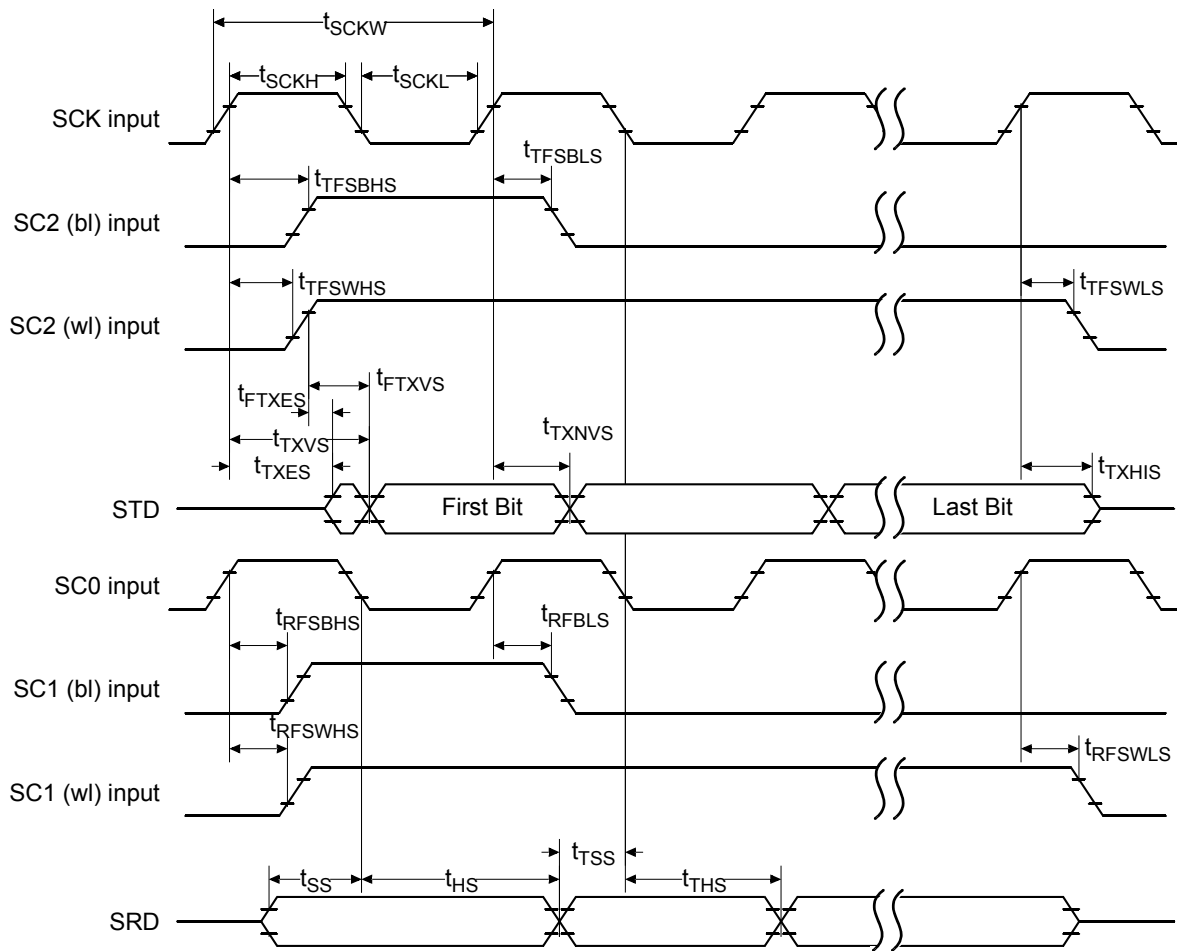 tSCKW
tSCKH
tSCKL
SCK input
tTFSBHS
tTFSBLS
SC2 (bl) input
tTFSWHS
tTFSWLS
SC2 (wl) input
tFTXVS
tFTXES
tTXVS
tTXNVS
tTXES
tTXHIS
STD
First Bit
Last Bit
SC0 input
tRFSBHS
tRFBLS
SC1 (bl) input
tRFSWHS
tRFSWLS
SC1 (wl) input
tTSS
tSS
tHS
tTHS
SRD